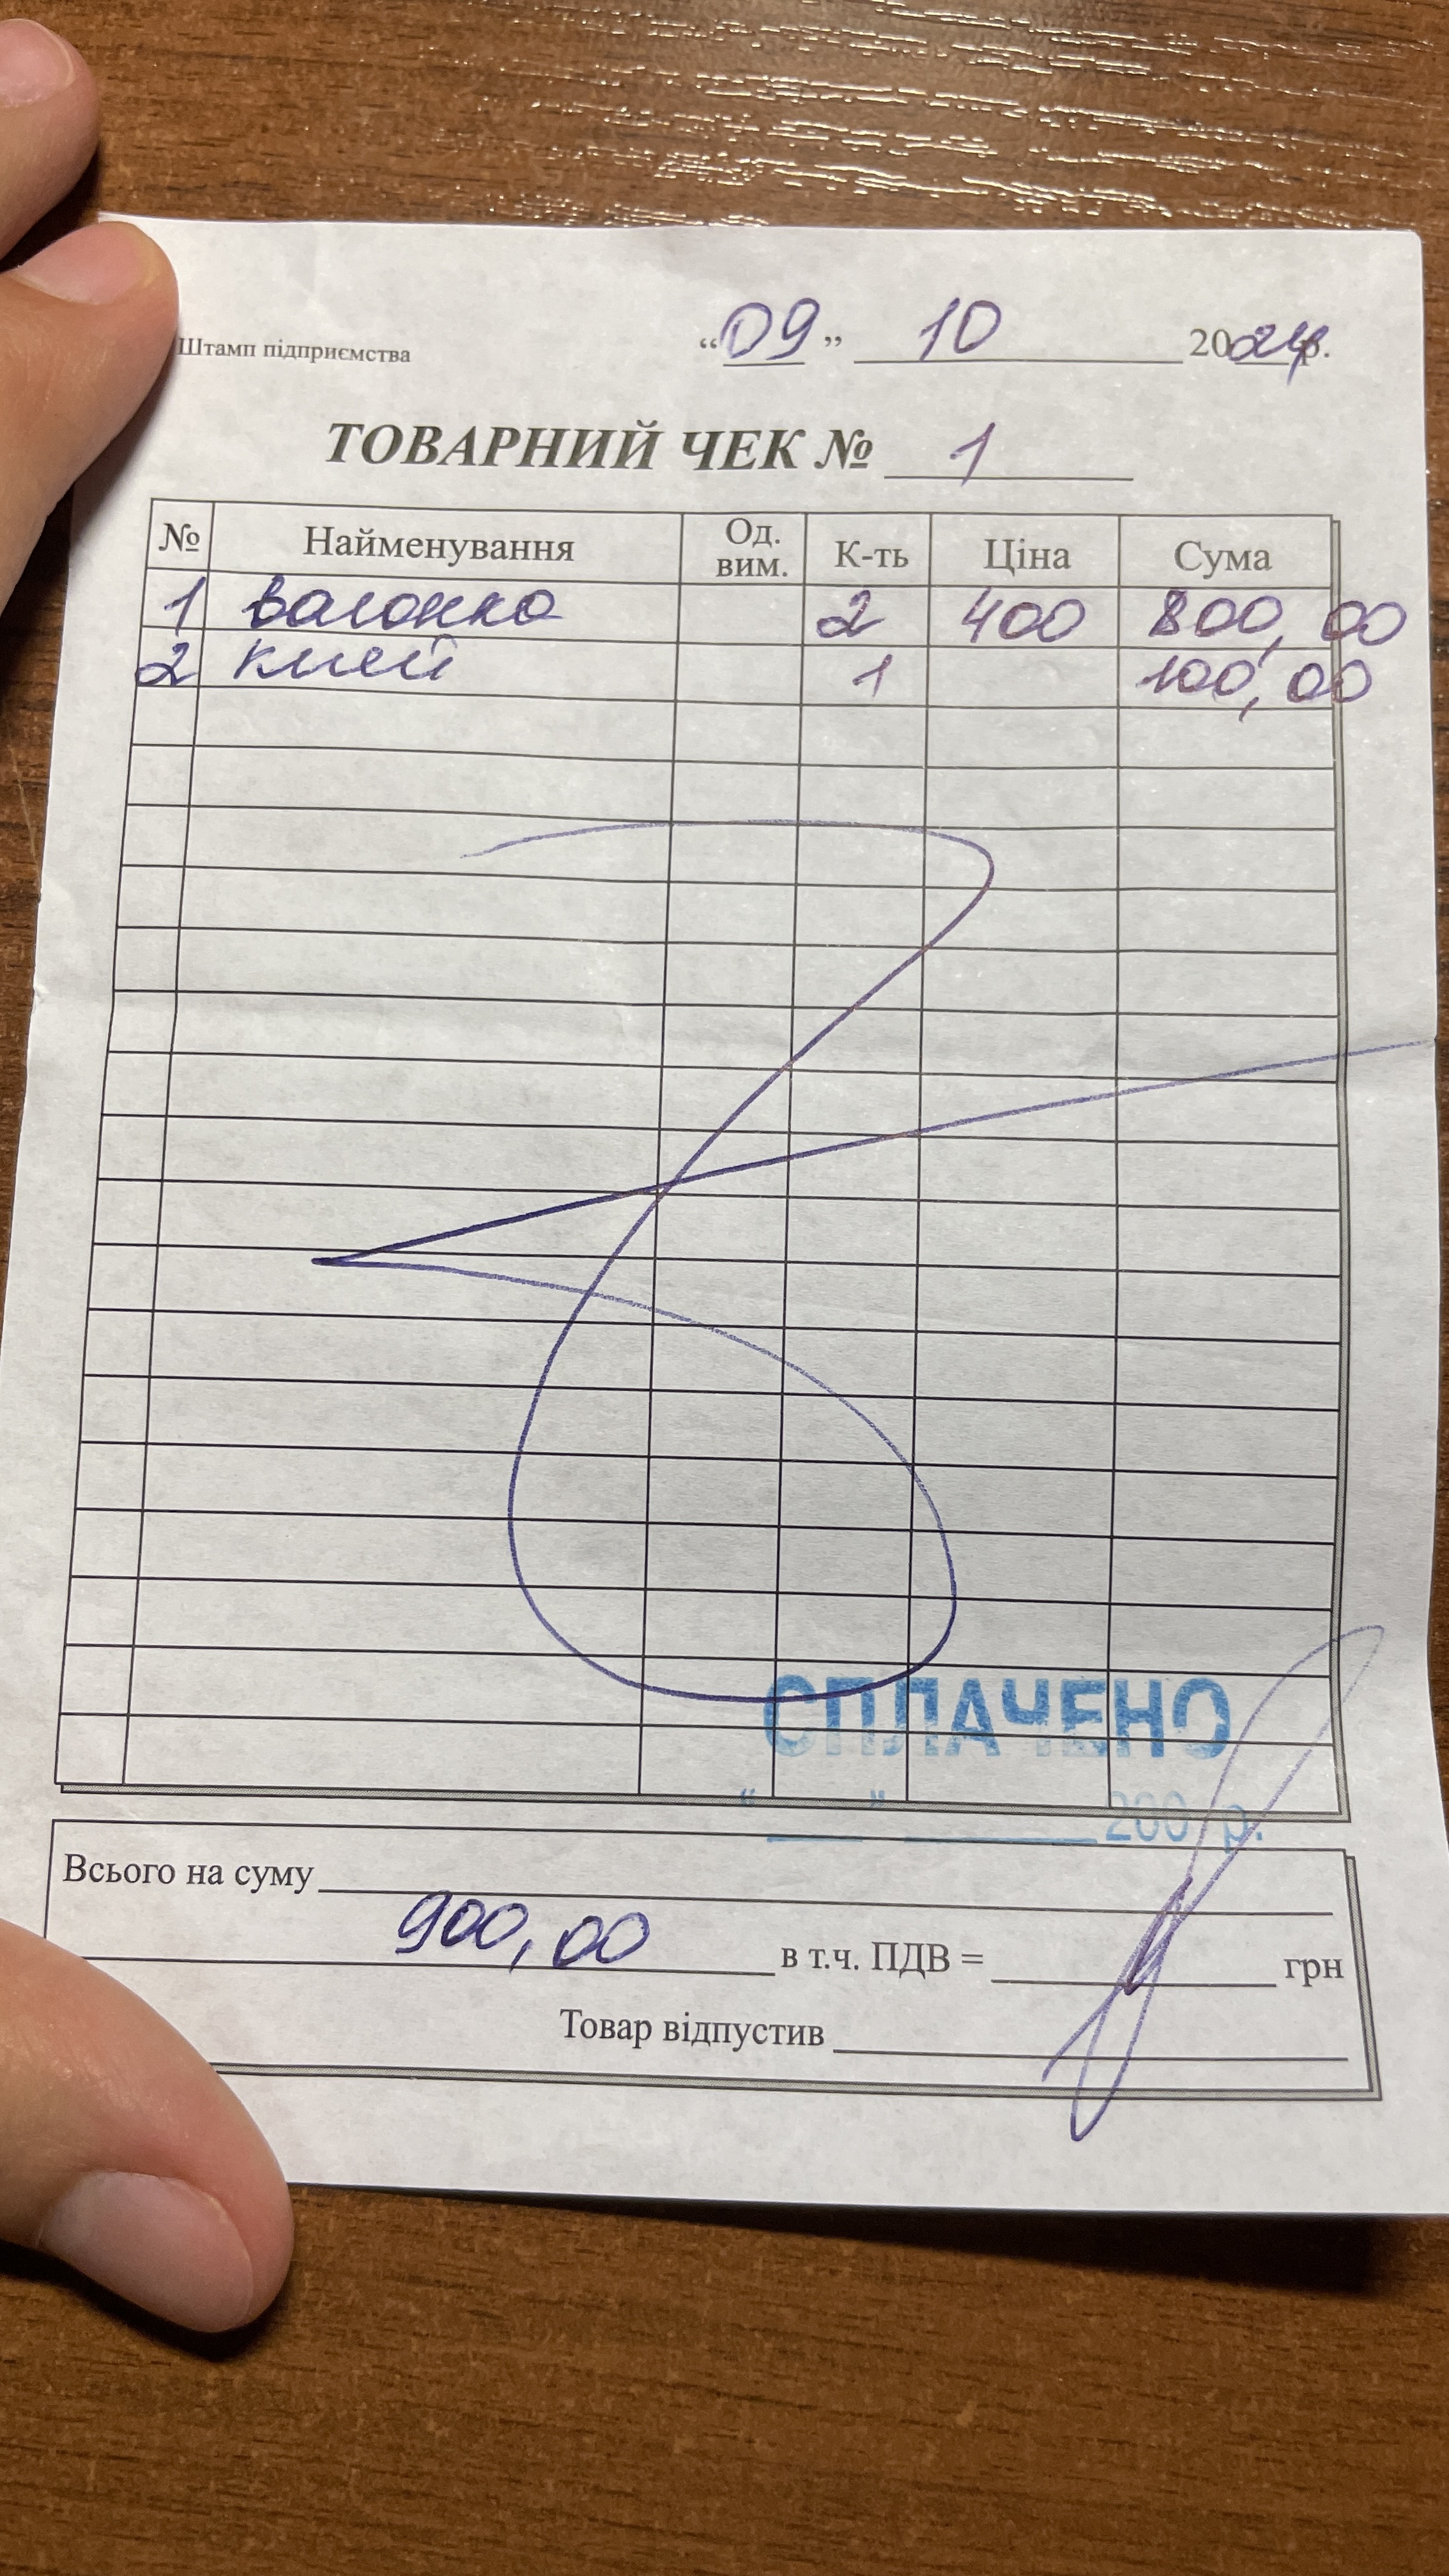 Штамп підприємства "09" 10 2024р.
ТОВАРНИЙ ЧЕК № 1
№ Найменування Од. вим. К-ть Ціна Сума
1 вагонка 2 400 800,00
2 клей 1 100,00
СПЛАЧЕНО
" " 200 р.
Всього на суму
900,00 в т.ч. ПДВ = грн
Товар відпустив